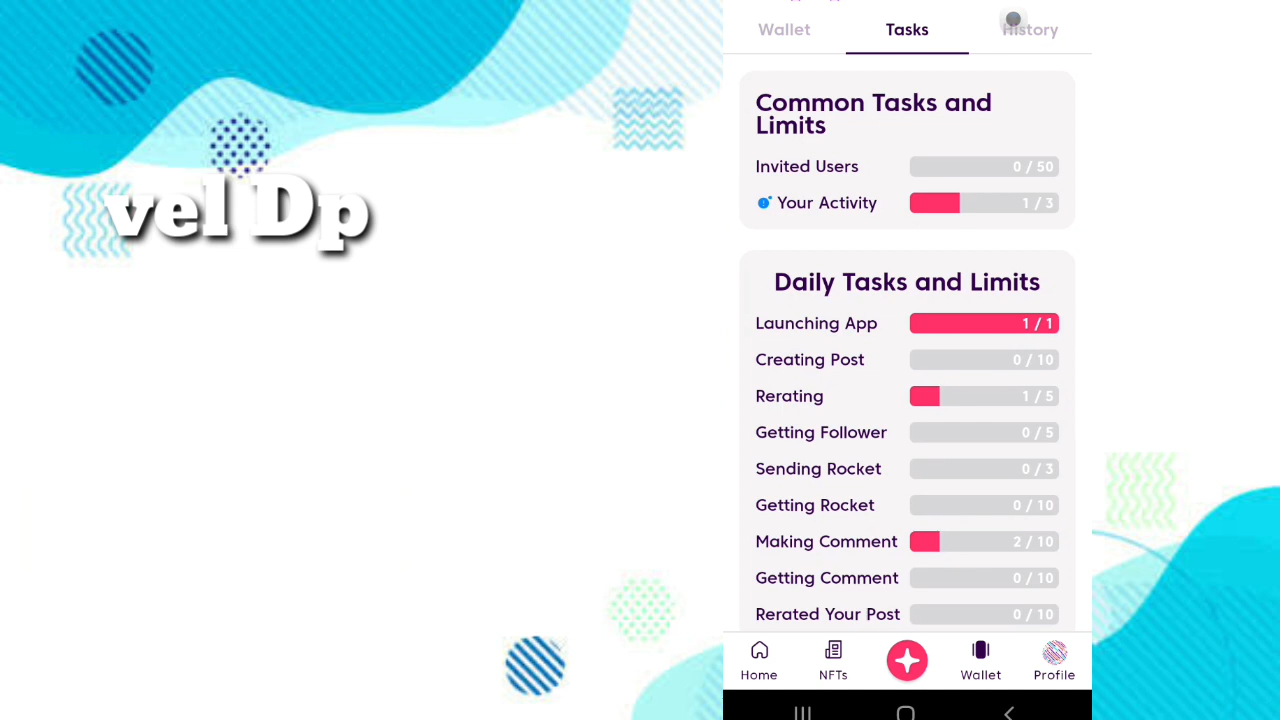 vel Dp
Wallet Tasks History
Common Tasks and
Limits
Invited Users 0 / 50
Your Activity 1 / 3
Daily Tasks and Limits
Launching App 1 / 1
Creating Post 0 / 10
Rerating 1 / 5
Getting Follower 0 / 5
Sending Rocket 0 / 3
Getting Rocket 0 / 10
Making Comment 2 / 10
Getting Comment 0 / 10
Rerated Your Post 0 / 10
Home NFTs Wallet Profile